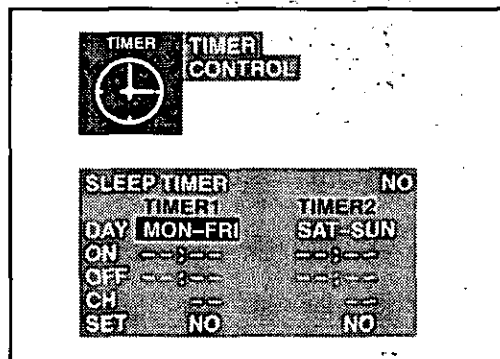 TIMER
TIMER
CONTROL
SLEEP TIMER NO
TIMER1 TIMER2
DAY MON–FRI SAT–SUN
ON --:-- --:--
OFF --:-- --:--
CH -- --
SET NO NO